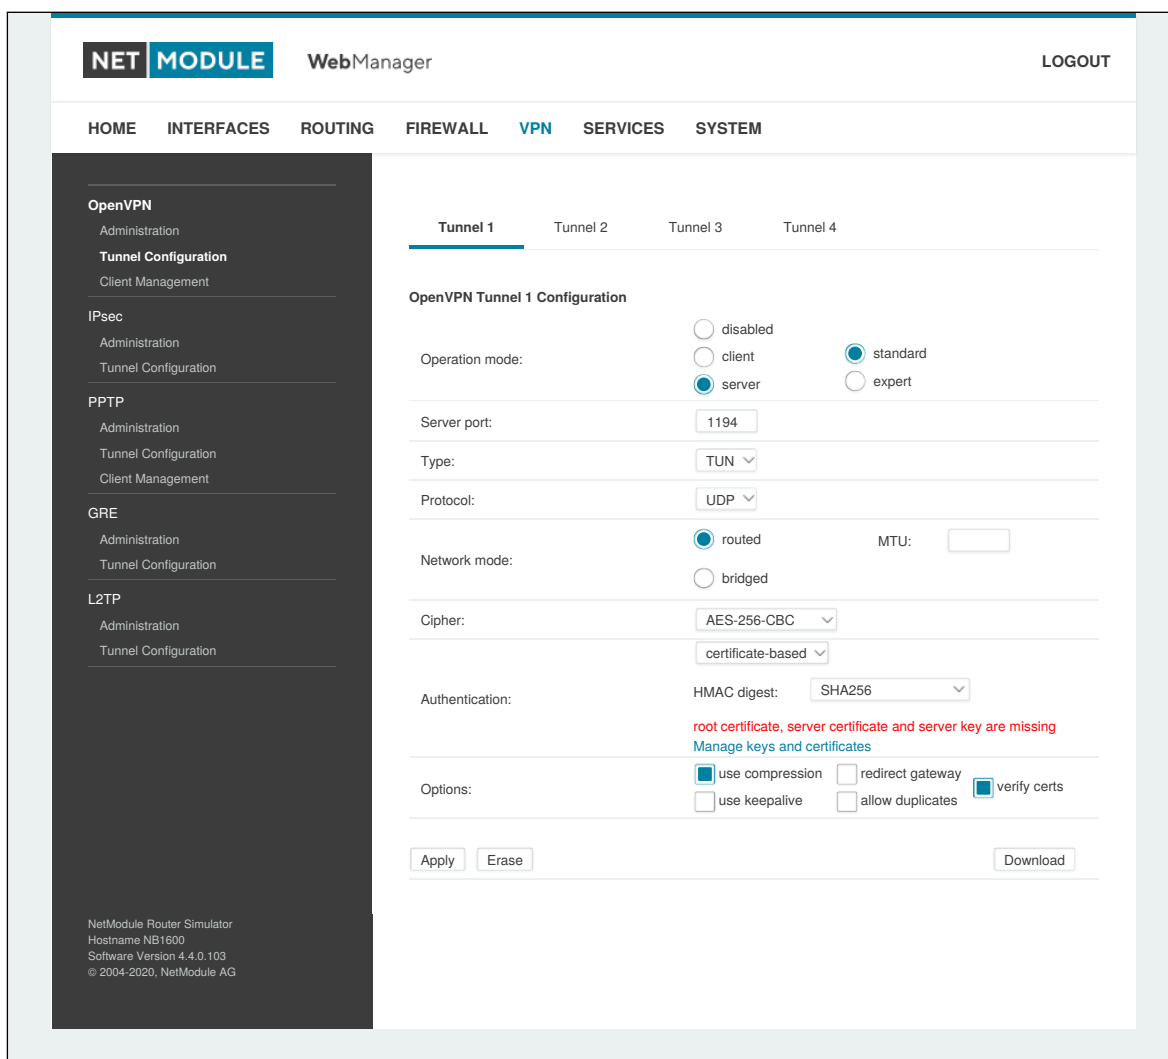 NET MODULE WebManager LOGOUT
HOME INTERFACES ROUTING FIREWALL VPN SERVICES SYSTEM
OpenVPN
Administration
Tunnel Configuration
Client Management
IPsec
Administration
Tunnel Configuration
PPTP
Administration
Tunnel Configuration
Client Management
GRE
Administration
Tunnel Configuration
L2TP
Administration
Tunnel Configuration
NetModule Router Simulator
Hostname NB1600
Software Version 4.4.0.103
© 2004-2020, NetModule AG
Tunnel 1 Tunnel 2 Tunnel 3 Tunnel 4
OpenVPN Tunnel 1 Configuration
Operation mode:
disabled
client
server
standard
expert
Server port: 1194
Type: TUN
Protocol: UDP
Network mode:
routed
bridged
MTU:
Cipher: AES-256-CBC
Authentication:
certificate-based
HMAC digest: SHA256
root certificate, server certificate and server key are missing
Manage keys and certificates
Options:
use compression redirect gateway verify certs
use keepalive allow duplicates
Apply Erase Download